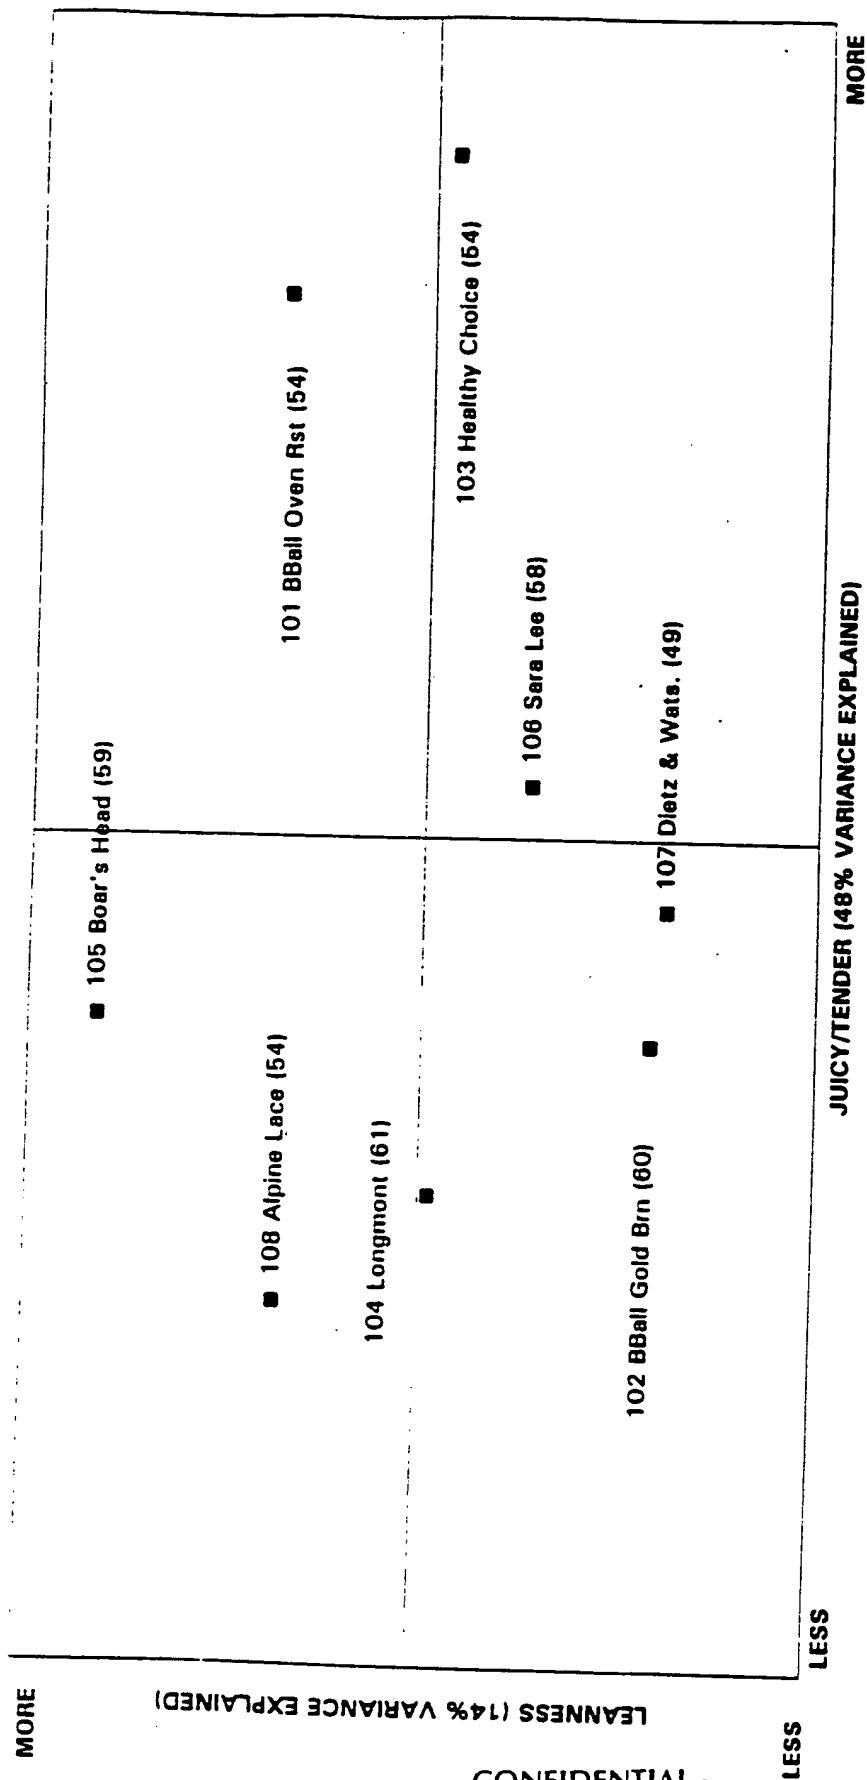 MORE
LEANNESS (14% VARIANCE EXPLAINED)
LESS
105 Boar's Head (59)
108 Alpine Lace (54)
101 BBall Oven Rst (54)
104 Longmont (61)
103 Healthy Choice (54)
106 Sara Lee (58)
102 BBall Gold Brn (60)
107 Dietz & Wats. (49)
LESS
JUICY/TENDER (48% VARIANCE EXPLAINED)
MORE
CONFIDENTIAL